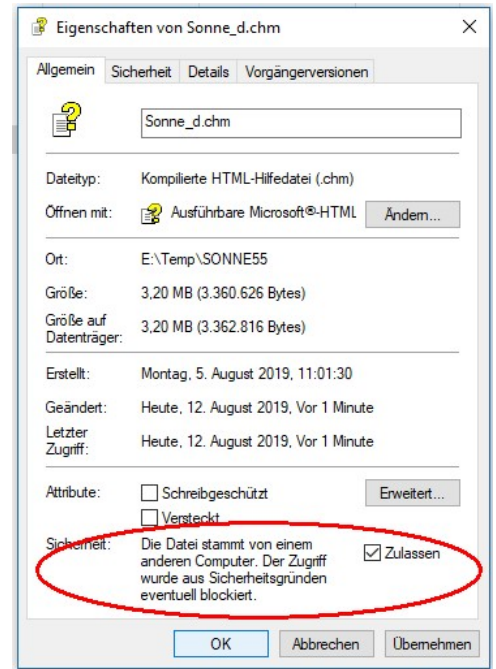 Eigenschaften von Sonne_d.chm
Allgemein Sicherheit Details Vorgängerversionen
Sonne_d.chm
Dateityp: Kompilierte HTML-Hilfedatei (.chm)
Öffnen mit: Ausführbare Microsoft®-HTML Ändern...
Ort: E:\Temp\SONNE55
Größe: 3,20 MB (3.360.626 Bytes)
Größe auf
Datenträger: 3,20 MB (3.362.816 Bytes)
Erstellt: Montag, 5. August 2019, 11:01:30
Geändert: Heute, 12. August 2019, Vor 1 Minute
Letzter
Zugriff: Heute, 12. August 2019, Vor 1 Minute
Attribute: Schreibgeschützt Erweitert...
Versteckt
Sicherheit: Die Datei stammt von einem
anderen Computer. Der Zugriff
wurde aus Sicherheitsgründen
eventuell blockiert.
Zulassen
OK Abbrechen Übernehmen